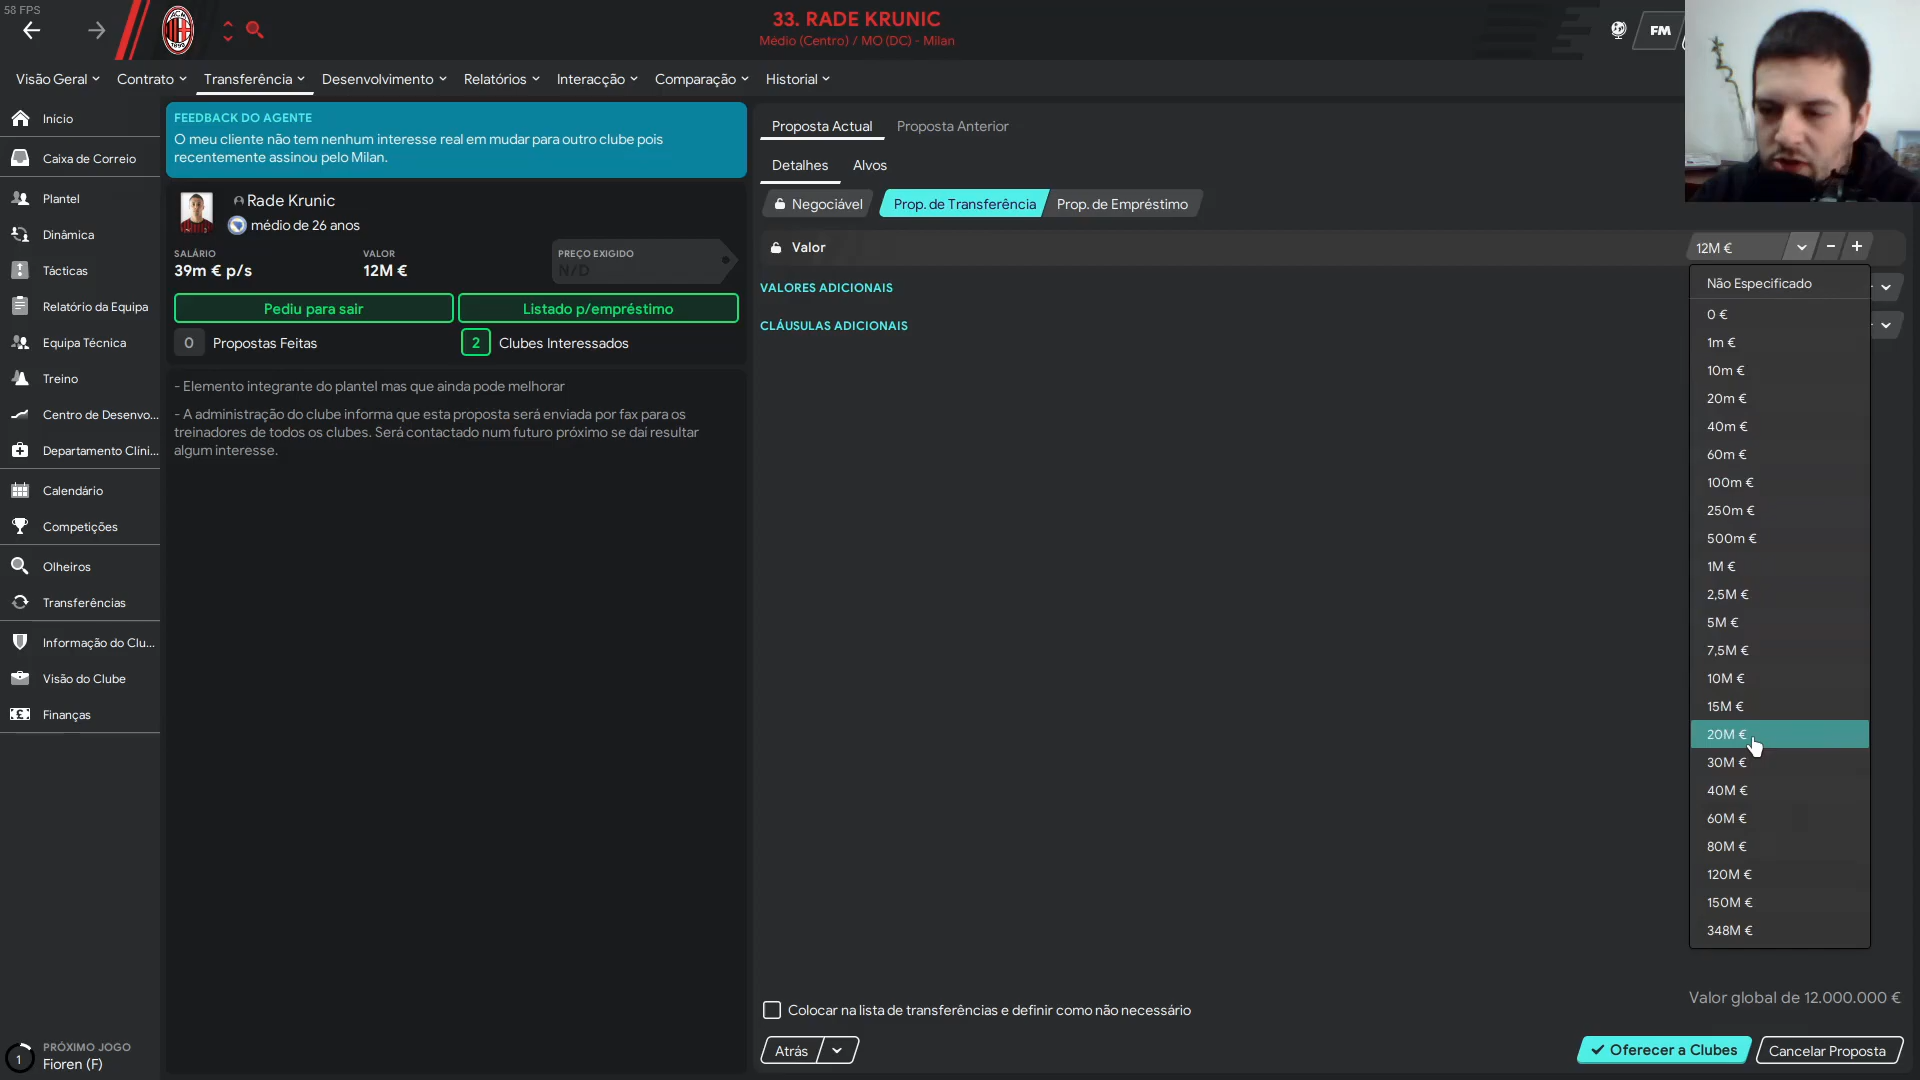 58 FPS
33. RADE KRUNIC
Médio (Centro) / MO (DC) - Milan
FM
Visão Geral
Contrato
Transferência
Desenvolvimento
Relatórios
Interacção
Comparação
Historial
Início
Caixa de Correio
Plantel
Dinâmica
Tácticas
Relatório da Equipa
Equipa Técnica
Treino
Centro de Desenvo...
Departamento Clíni...
Calendário
Competições
Olheiros
Transferências
Informação do Clu...
Visão do Clube
Finanças
1
PRÓXIMO JOGO
Fioren (F)
FEEDBACK DO AGENTE
O meu cliente não tem nenhum interesse real em mudar para outro clube pois
recentemente assinou pelo Milan.
Rade Krunic
médio de 26 anos
SALÁRIO
39m € p/s
VALOR
12M €
PREÇO EXIGIDO
N/D
Pediu para sair
Listado p/empréstimo
0 Propostas Feitas
2 Clubes Interessados
- Elemento integrante do plantel mas que ainda pode melhorar
- A administração do clube informa que esta proposta será enviada por fax para os
treinadores de todos os clubes. Será contactado num futuro próximo se daí resultar
algum interesse.
Proposta Actual
Proposta Anterior
Detalhes
Alvos
Negociável
Prop. de Transferência
Prop. de Empréstimo
Valor
12M €
VALORES ADICIONAIS
CLÁUSULAS ADICIONAIS
Não Especificado
0 €
1m €
10m €
20m €
40m €
60m €
100m €
250m €
500m €
1M €
2,5M €
5M €
7,5M €
10M €
15M €
20M €
30M €
40M €
60M €
80M €
120M €
150M €
348M €
Valor global de 12.000.000 €
Colocar na lista de transferências e definir como não necessário
Atrás
Oferecer a Clubes
Cancelar Proposta